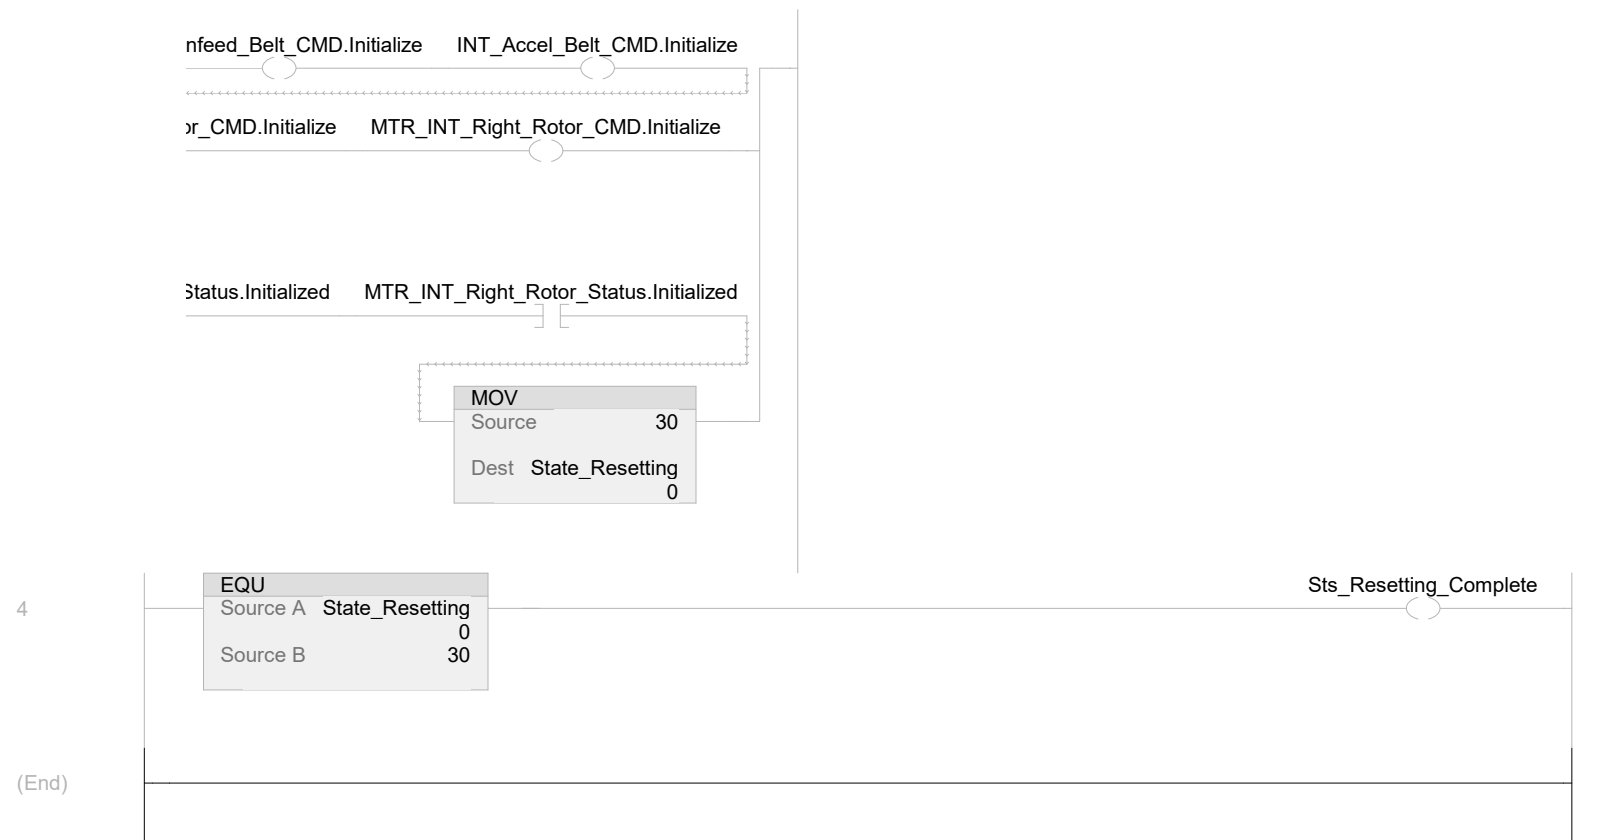 nfeed_Belt_CMD.Initialize INT_Accel_Belt_CMD.Initialize
or_CMD.Initialize MTR_INT_Right_Rotor_CMD.Initialize
Status.Initialized MTR_INT_Right_Rotor_Status.Initialized
MOV
Source 30
Dest State_Resetting
0
EQU Sts_Resetting_Complete
4 Source A State_Resetting
0
Source B 30
(End)